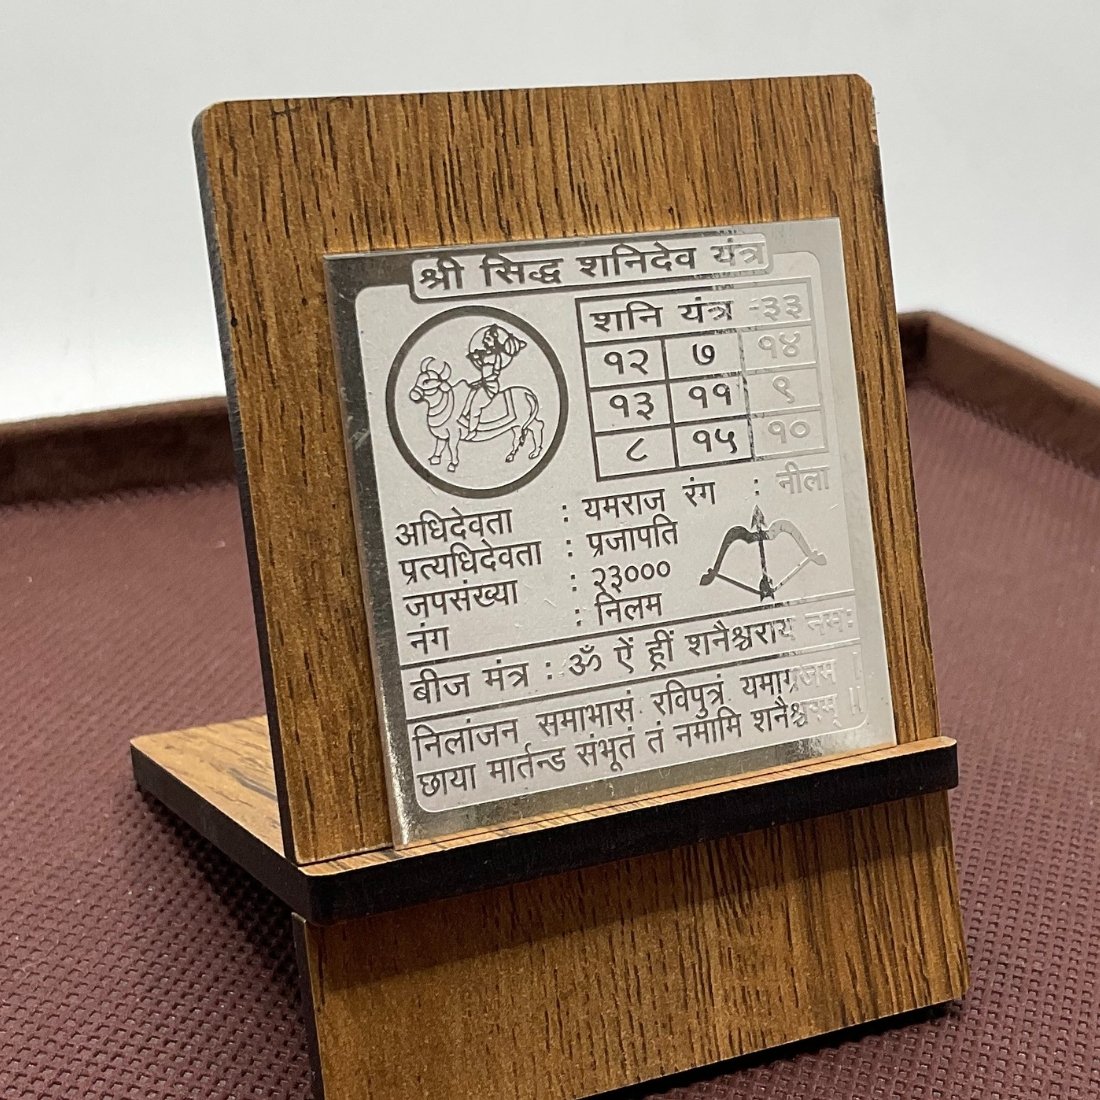 श्री सिद्ध शनिदेव यंत्र
शनि यंत्र -३३
१२ ७ १४
१३ ११ ९
८ १५ १०
अधिदेवता : यमराज रंग : नीला
प्रत्यधिदेवता : प्रजापति
जपसंख्या : २३०००
नंग : निलम
बीज मंत्र : ॐ ऐं ह्रीं शनैश्चराय नमः
निलांजन समाभासं रविपुत्रं यमाग्रजम ।
छाया मार्तन्ड संभूतं तं नमामि शनैश्चरम् ॥